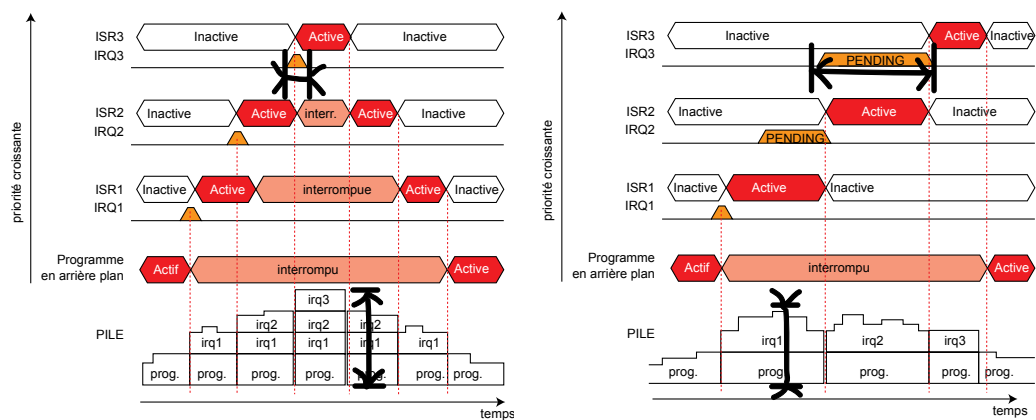 priorité croissante
ISR3
IRQ3
Inactive Active Inactive
ISR2
IRQ2
Inactive Active interr. Active Inactive
ISR1
IRQ1
Inactive Active interrompue Active Inactive
Programme
en arrière plan
Actif interrompu Active
PILE
irq3
irq2 irq2 irq2
irq1 irq1 irq1 irq1 irq1
prog. prog. prog. prog. prog. prog. prog.
temps
priorité croissante
ISR3
IRQ3
Inactive Active Inactive
PENDING
ISR2
IRQ2
Inactive Active Inactive
PENDING
ISR1
IRQ1
Inactive Active Inactive
Programme
en arrière plan
Actif interrompu Active
PILE
irq1 irq2 irq3
prog. prog. prog. prog. prog.
temps